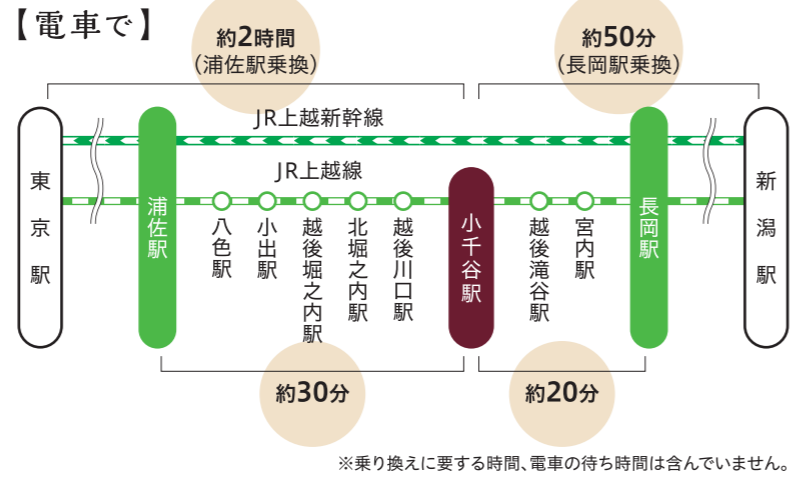 【電車で】
約2時間
（浦佐駅乗換）
約50分
（長岡駅乗換）
JR上越新幹線
JR上越線
東京駅
浦佐駅
八色駅
小出駅
越後堀之内駅
北堀之内駅
越後川口駅
小千谷駅
越後滝谷駅
宮内駅
長岡駅
新潟駅
約30分
約20分
※乗り換えに要する時間、電車の待ち時間は含んでいません。